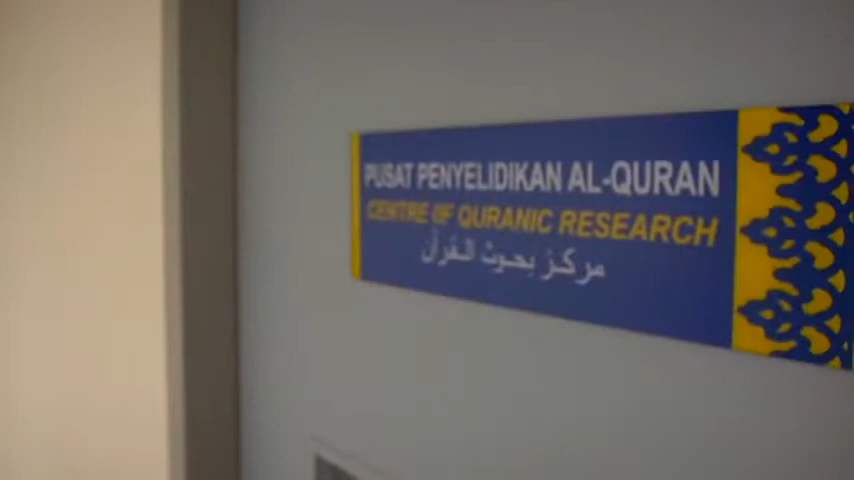 PUSAT PENYELIDIKAN AL-QURAN
CENTRE OF QURANIC RESEARCH
مركز بحوث القرآن